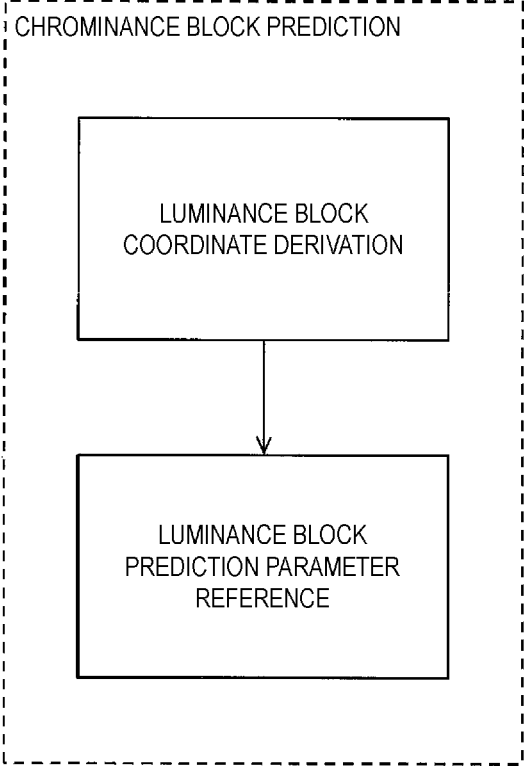 CHROMINANCE BLOCK PREDICTION
LUMINANCE BLOCK
COORDINATE DERIVATION
LUMINANCE BLOCK
PREDICTION PARAMETER
REFERENCE